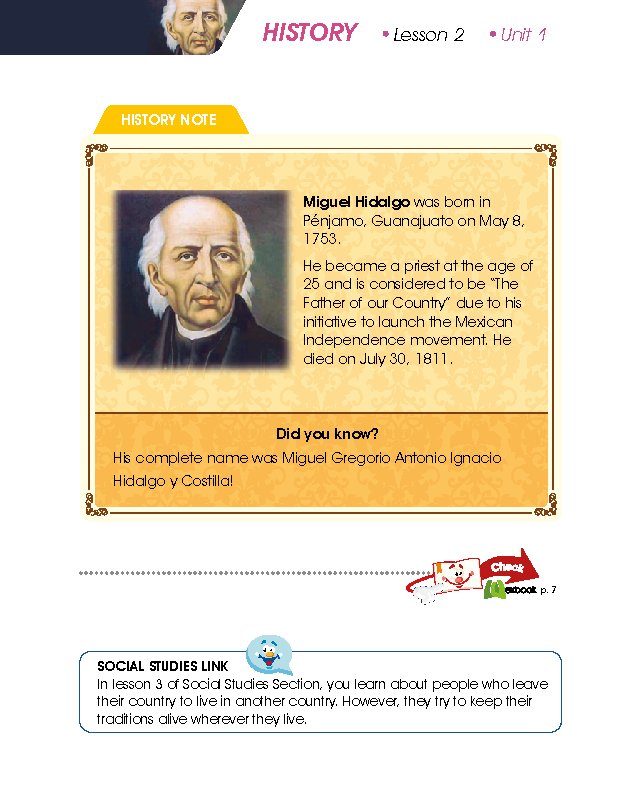 HISTORY • Lesson 2 • Unit 1
HISTORY NOTE
Miguel Hidalgo was born in
Pénjamo, Guanajuato on May 8,
1753.
He became a priest at the age of
25 and is considered to be “The
Father of our Country” due to his
initiative to launch the Mexican
Independence movement. He
died on July 30, 1811.
Did you know?
His complete name was Miguel Gregorio Antonio Ignacio
Hidalgo y Costilla!
Check
p. 7
SOCIAL STUDIES LINK
In lesson 3 of Social Studies Section, you learn about people who leave
their country to live in another country. However, they try to keep their
traditions alive wherever they live.